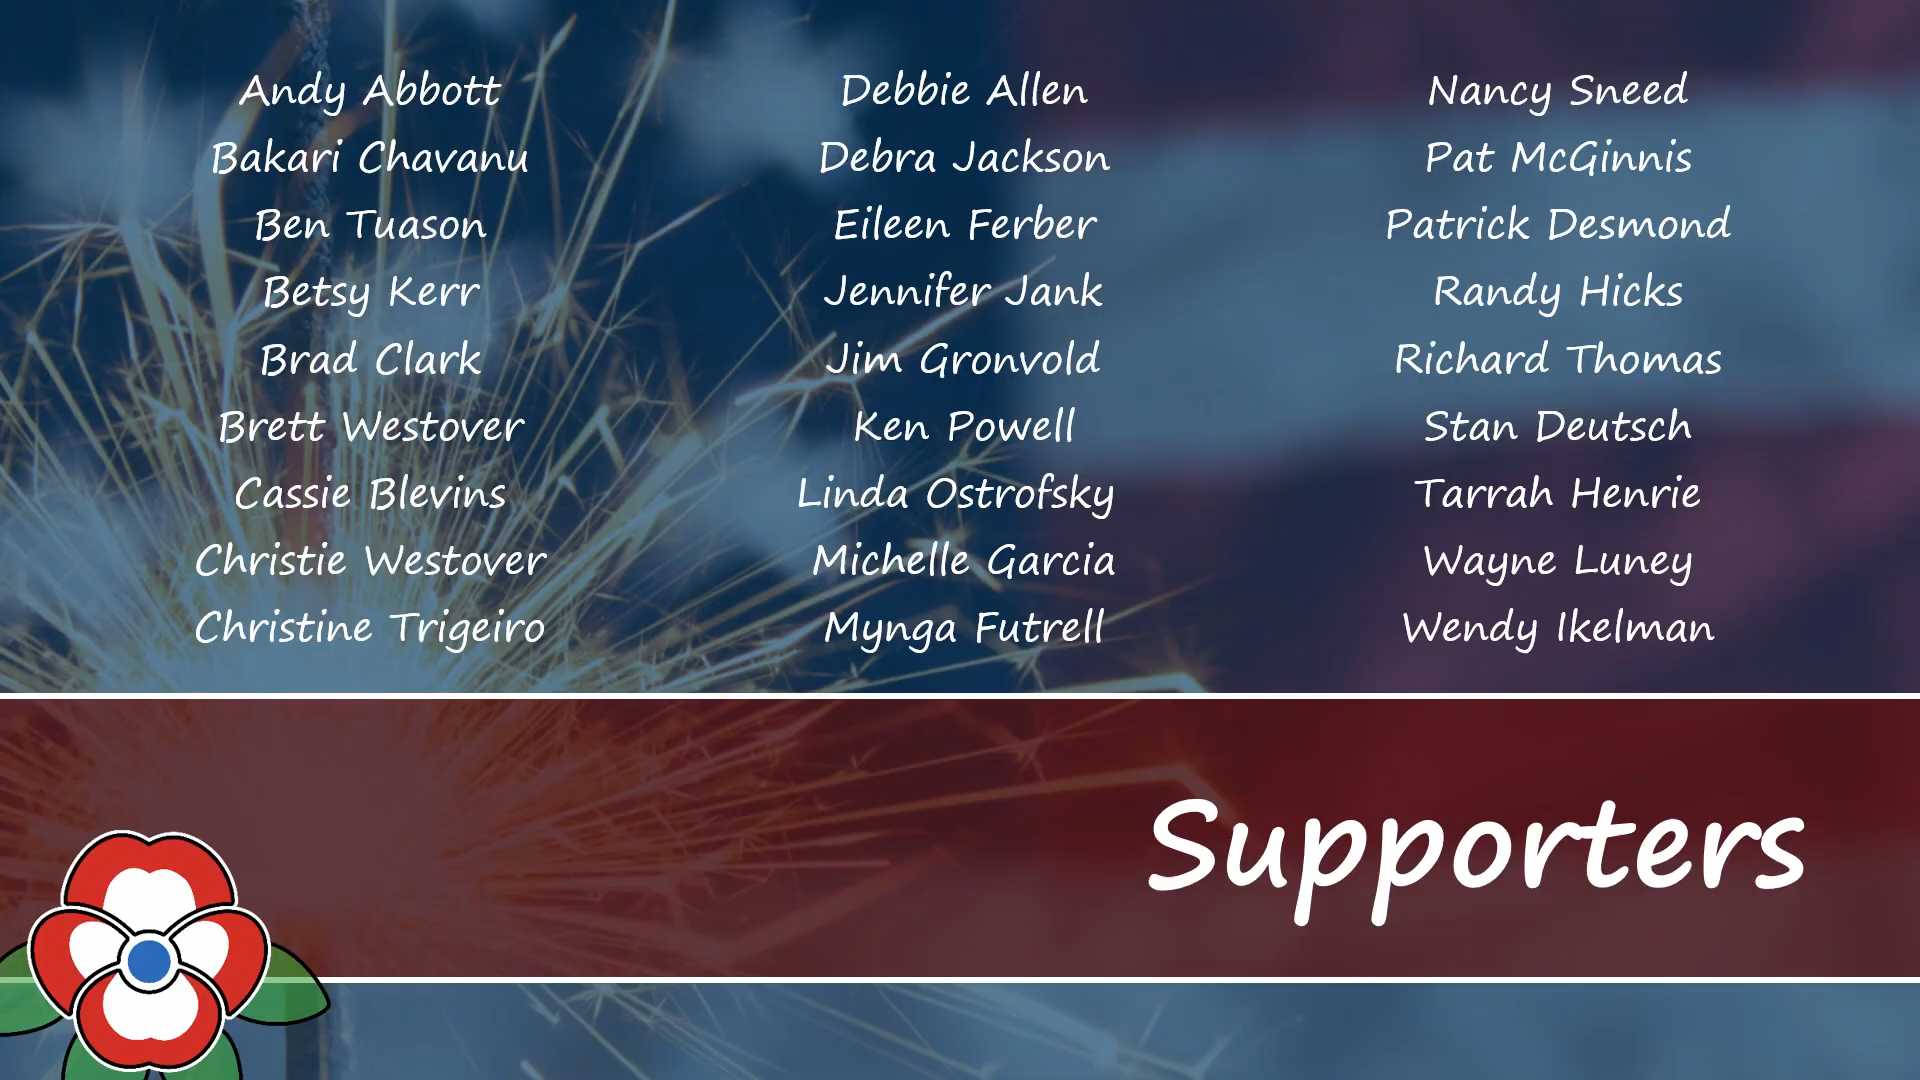 Andy Abbott
Bakari Chavanu
Ben Tuason
Betsy Kerr
Brad Clark
Brett Westover
Cassie Blevins
Christie Westover
Christine Trigeiro
Debbie Allen
Debra Jackson
Eileen Ferber
Jennifer Jank
Jim Gronvold
Ken Powell
Linda Ostrofsky
Michelle Garcia
Mynga Futrell
Nancy Sneed
Pat McGinnis
Patrick Desmond
Randy Hicks
Richard Thomas
Stan Deutsch
Tarrah Henrie
Wayne Luney
Wendy Ikelman
Supporters